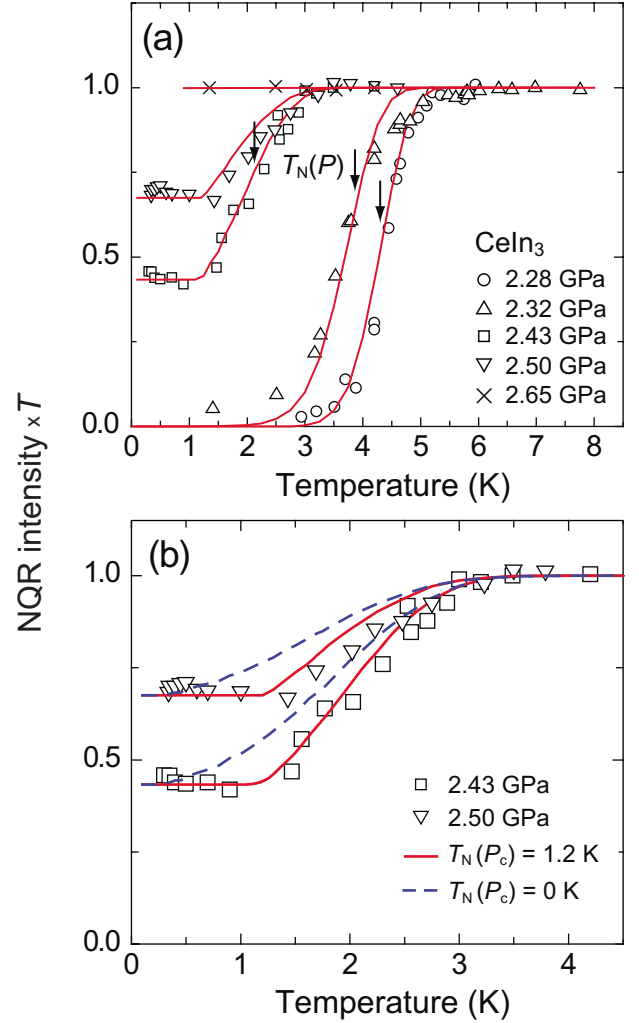 (a)
1.0
T_N(P)
0.5
CeIn₃
2.28 GPa
2.32 GPa
2.43 GPa
2.50 GPa
2.65 GPa
0.0
0 1 2 3 4 5 6 7 8
Temperature (K)
NQR intensity x T
(b)
1.0
0.5
2.43 GPa
2.50 GPa
T_N(P_c) = 1.2 K
T_N(P_c) = 0 K
0.0
0 1 2 3 4
Temperature (K)